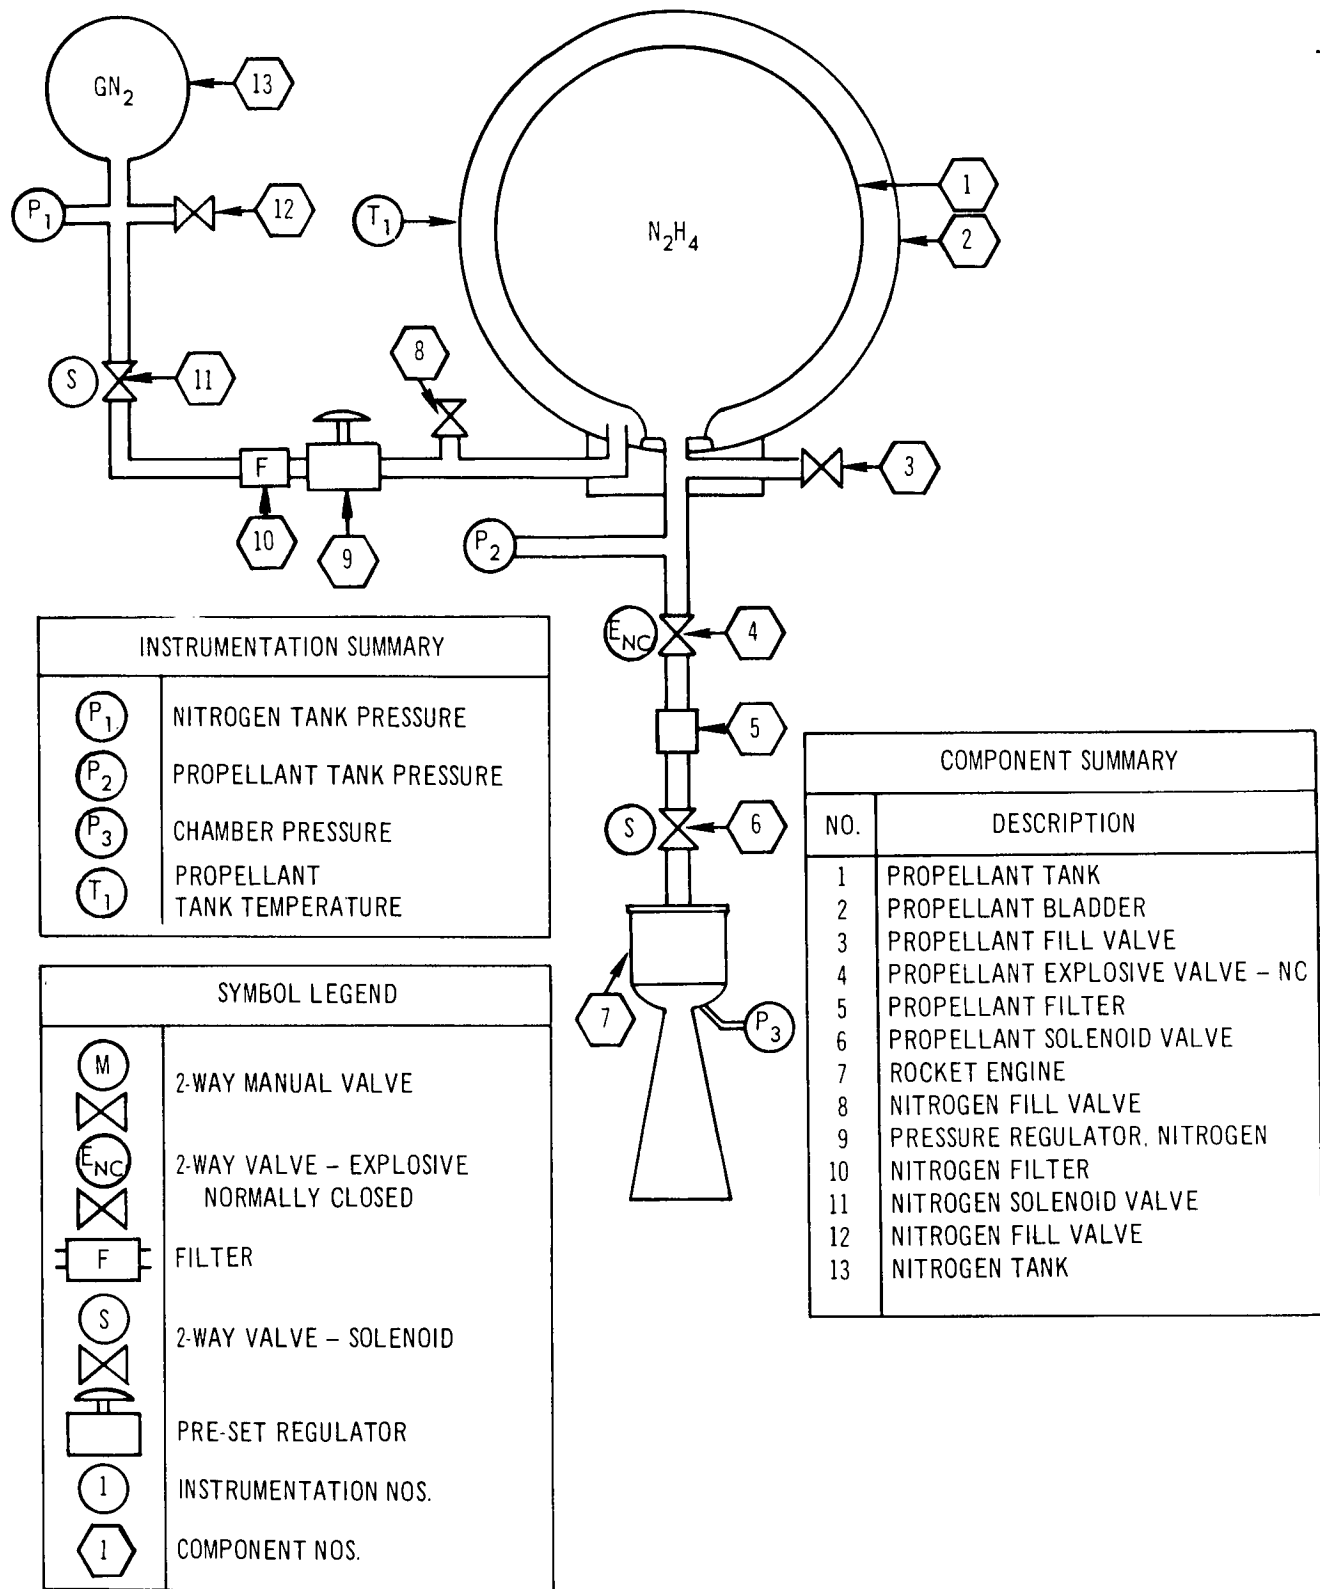 GN2
13
P1
12
T1
N2H4
1
2
S
11
8
F
10
9
3
P2
ENC
4
5
S
6
7
P3
INSTRUMENTATION SUMMARY
P1 NITROGEN TANK PRESSURE
P2 PROPELLANT TANK PRESSURE
P3 CHAMBER PRESSURE
T1 PROPELLANT
TANK TEMPERATURE
SYMBOL LEGEND
M 2-WAY MANUAL VALVE
ENC 2-WAY VALVE – EXPLOSIVE
NORMALLY CLOSED
F FILTER
S 2-WAY VALVE – SOLENOID
PRE-SET REGULATOR
1 INSTRUMENTATION NOS.
1 COMPONENT NOS.
COMPONENT SUMMARY
NO. DESCRIPTION
1 PROPELLANT TANK
2 PROPELLANT BLADDER
3 PROPELLANT FILL VALVE
4 PROPELLANT EXPLOSIVE VALVE – NC
5 PROPELLANT FILTER
6 PROPELLANT SOLENOID VALVE
7 ROCKET ENGINE
8 NITROGEN FILL VALVE
9 PRESSURE REGULATOR, NITROGEN
10 NITROGEN FILTER
11 NITROGEN SOLENOID VALVE
12 NITROGEN FILL VALVE
13 NITROGEN TANK